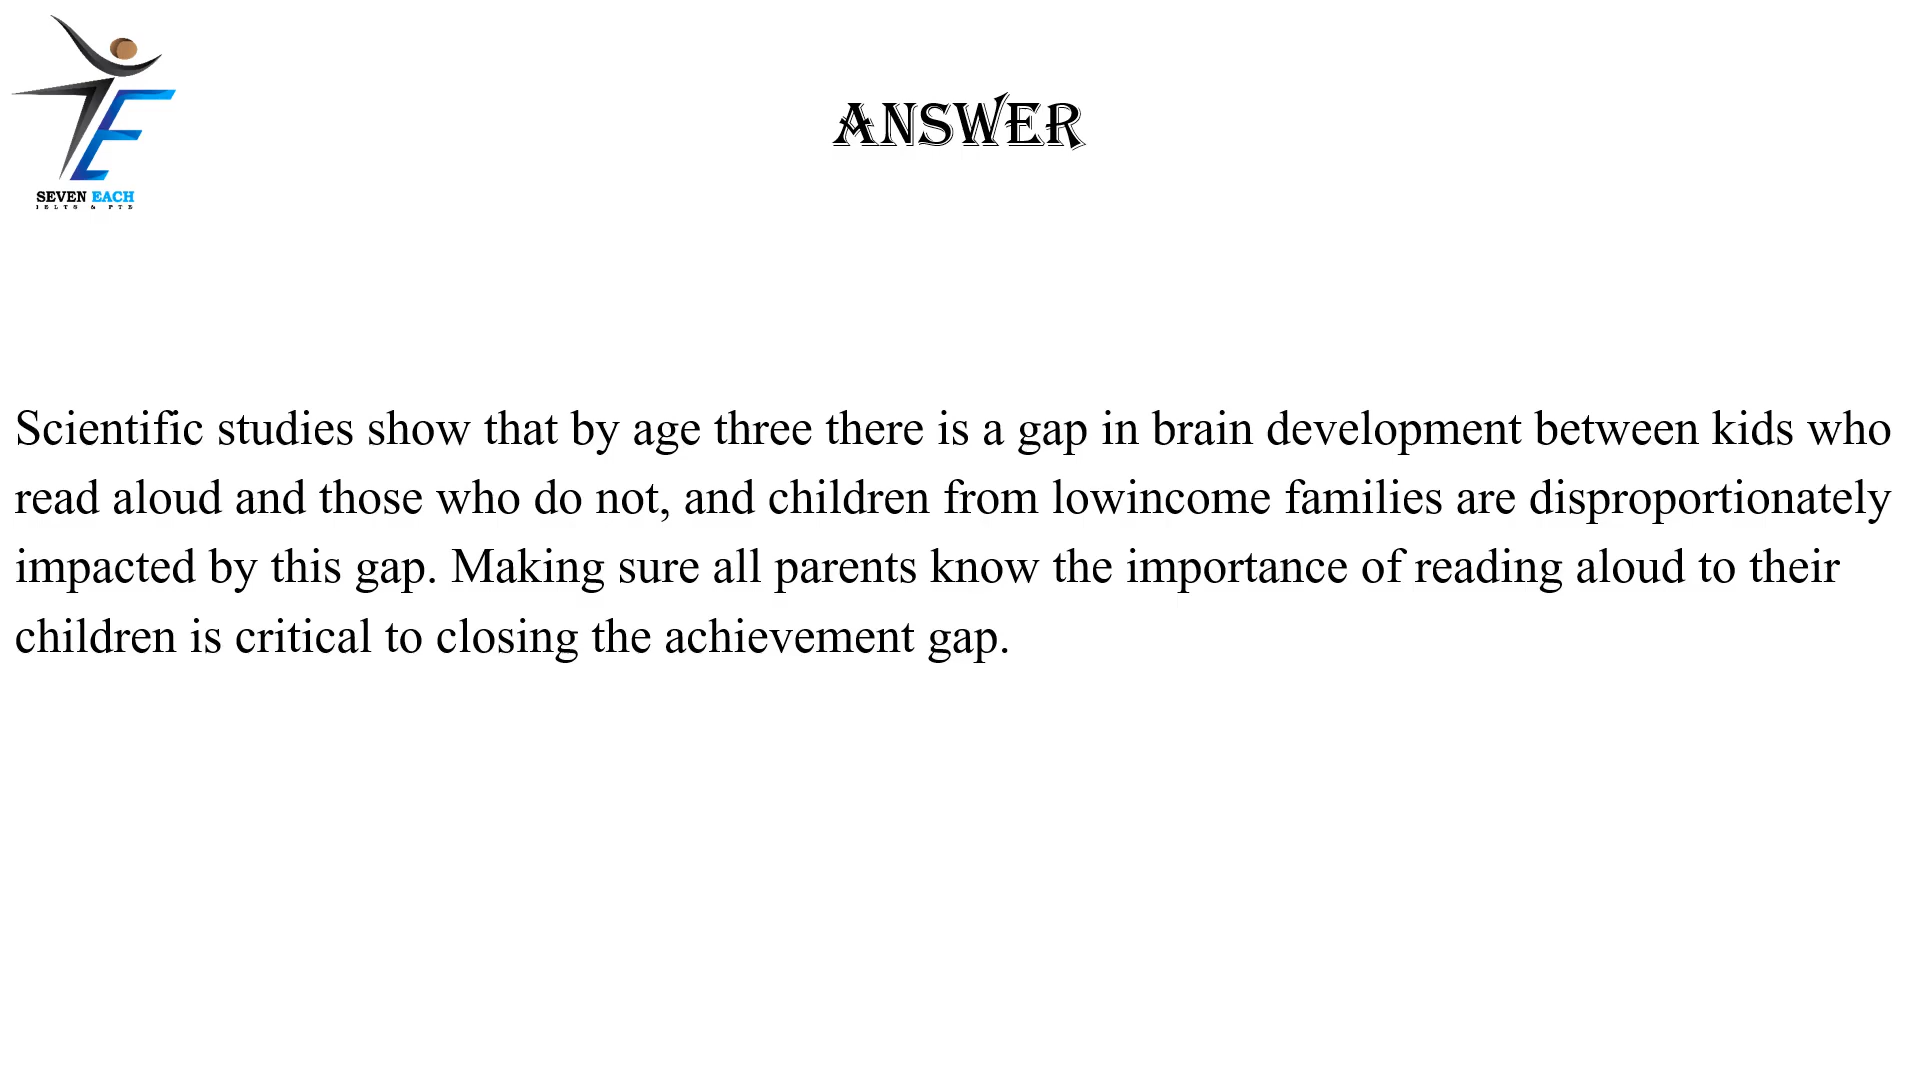 ANSWER
SEVEN EACH
IELTS & PTE
Scientific studies show that by age three there is a gap in brain development between kids who
read aloud and those who do not, and children from lowincome families are disproportionately
impacted by this gap. Making sure all parents know the importance of reading aloud to their
children is critical to closing the achievement gap.